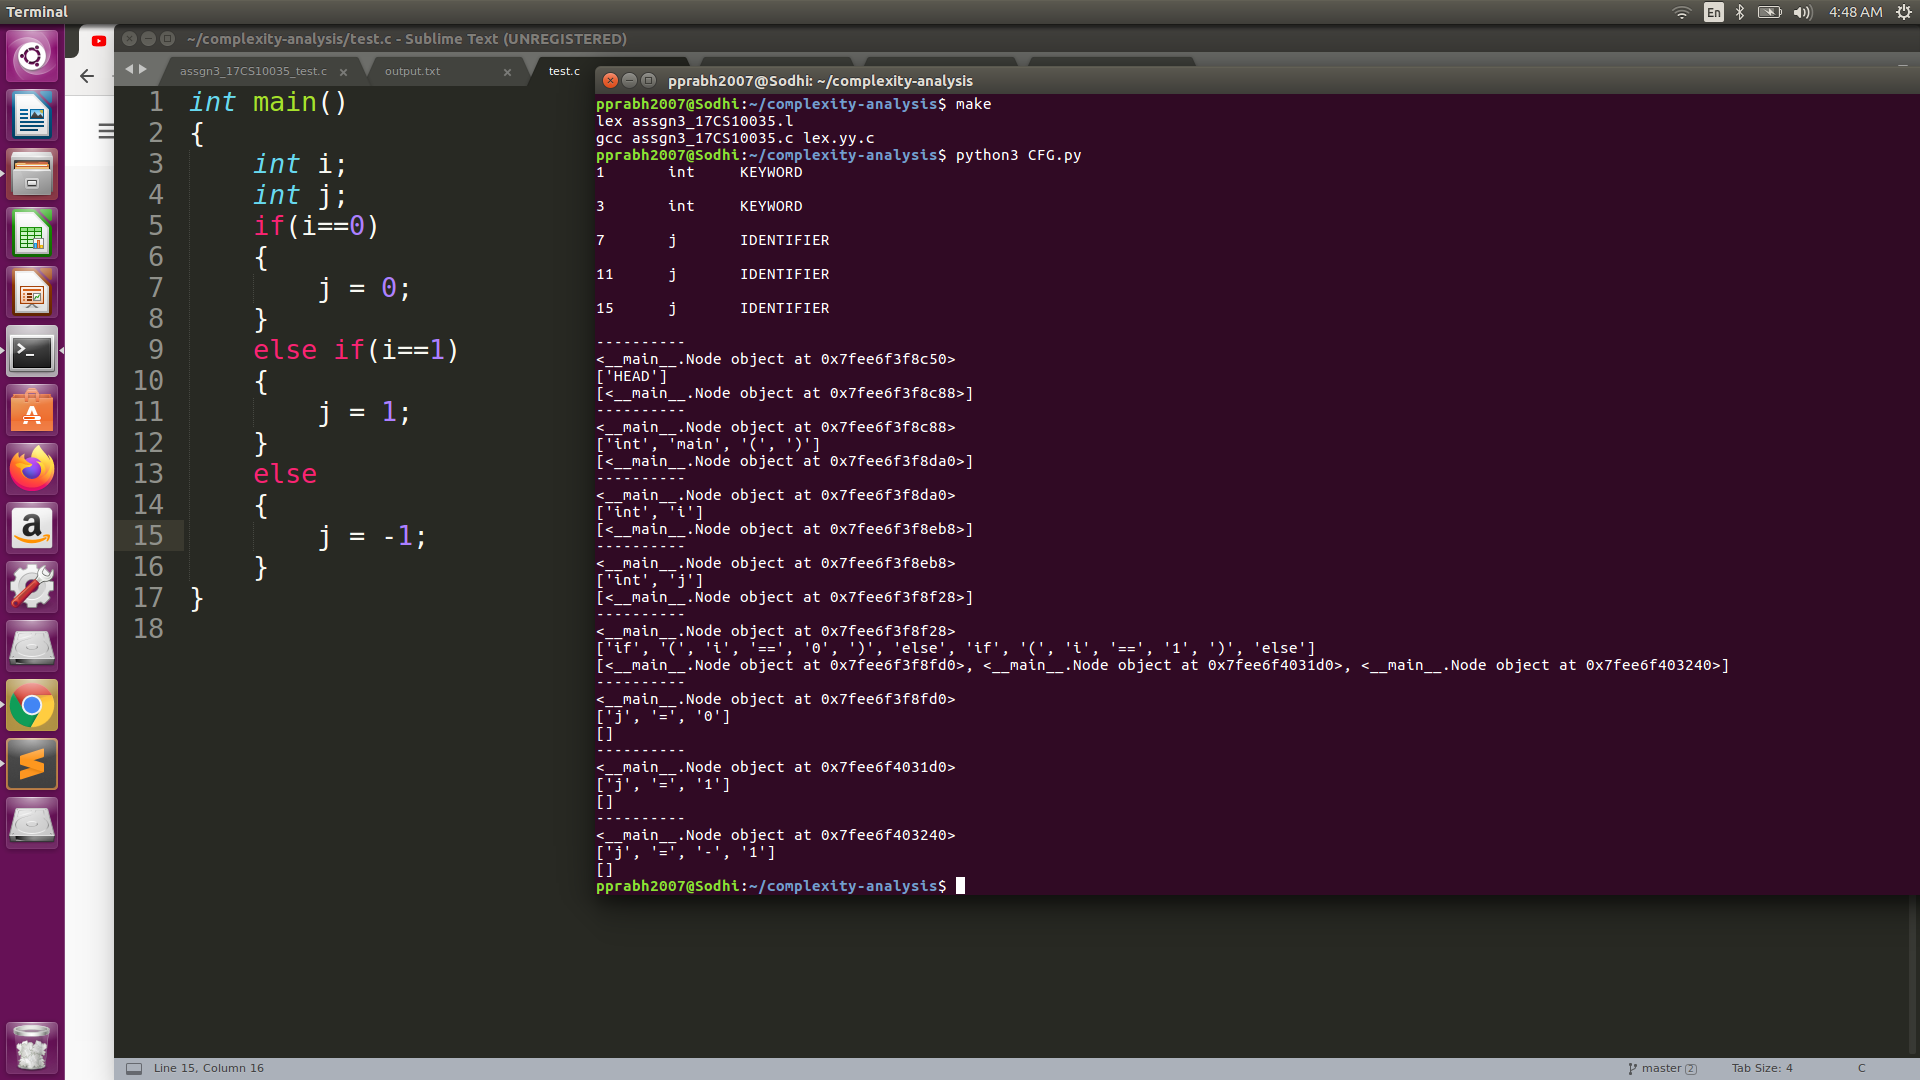 Terminal
En
4:48 AM
~/complexity-analysis/test.c - Sublime Text (UNREGISTERED)
assgn3_17CS10035_test.c
output.txt
test.c
1 int main()
2 {
3 int i;
4 int j;
5 if(i==0)
6 {
7 j = 0;
8 }
9 else if(i==1)
10 {
11 j = 1;
12 }
13 else
14 {
15 j = -1;
16 }
17 }
18
pprabh2007@Sodhi: ~/complexity-analysis
pprabh2007@Sodhi:~/complexity-analysis$ make
lex assgn3_17CS10035.l
gcc assgn3_17CS10035.c lex.yy.c
pprabh2007@Sodhi:~/complexity-analysis$ python3 CFG.py
1 int KEYWORD
3 int KEYWORD
7 j IDENTIFIER
11 j IDENTIFIER
15 j IDENTIFIER
----------
<__main__.Node object at 0x7fee6f3f8c50>
['HEAD']
[<__main__.Node object at 0x7fee6f3f8c88>]
----------
<__main__.Node object at 0x7fee6f3f8c88>
['int', 'main', '(', ')']
[<__main__.Node object at 0x7fee6f3f8da0>]
----------
<__main__.Node object at 0x7fee6f3f8da0>
['int', 'i']
[<__main__.Node object at 0x7fee6f3f8eb8>]
----------
<__main__.Node object at 0x7fee6f3f8eb8>
['int', 'j']
[<__main__.Node object at 0x7fee6f3f8f28>]
----------
<__main__.Node object at 0x7fee6f3f8f28>
['if', '(', 'i', '==', '0', ')', 'else', 'if', '(', 'i', '==', '1', ')', 'else']
[<__main__.Node object at 0x7fee6f3f8fd0>, <__main__.Node object at 0x7fee6f4031d0>, <__main__.Node object at 0x7fee6f403240>]
----------
<__main__.Node object at 0x7fee6f3f8fd0>
['j', '=', '0']
[]
----------
<__main__.Node object at 0x7fee6f4031d0>
['j', '=', '1']
[]
----------
<__main__.Node object at 0x7fee6f403240>
['j', '=', '-', '1']
[]
pprabh2007@Sodhi:~/complexity-analysis$
Line 15, Column 16
master 2
Tab Size: 4
C